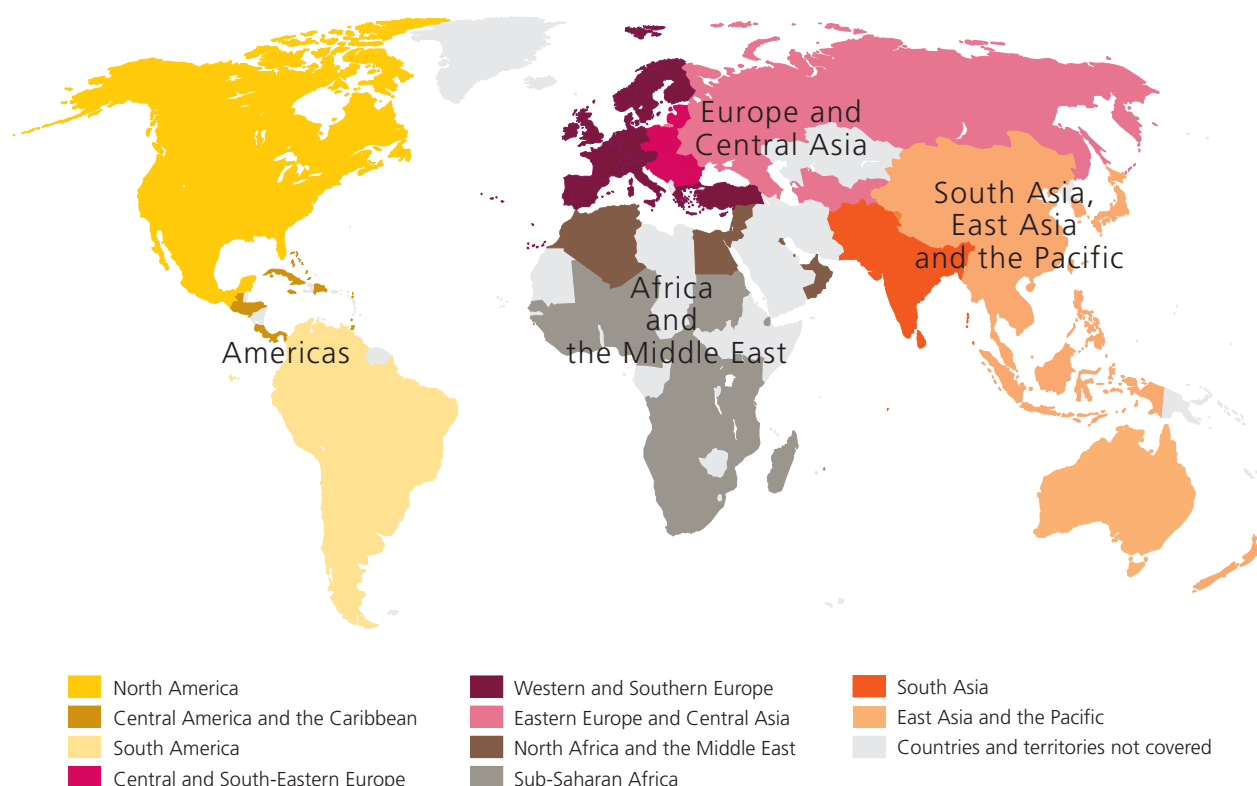 Europe and
Central Asia
South Asia,
East Asia
and the Pacific
Africa
and
the Middle East
Americas
North America
Central America and the Caribbean
South America
Central and South-Eastern Europe
Western and Southern Europe
Eastern Europe and Central Asia
North Africa and the Middle East
Sub-Saharan Africa
South Asia
East Asia and the Pacific
Countries and territories not covered